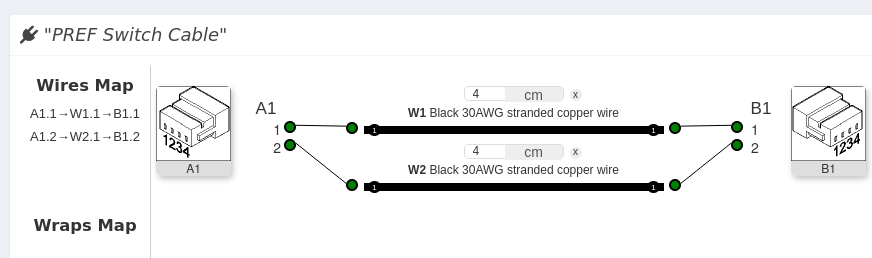 "PREF Switch Cable"
Wires Map
A1.1→W1.1→B1.1
A1.2→W2.1→B1.2
Wraps Map
1234
A1
A1
1
2
4 cm x
W1 Black 30AWG stranded copper wire
1 1
4 cm x
W2 Black 30AWG stranded copper wire
1 1
B1
1
2
1234
B1